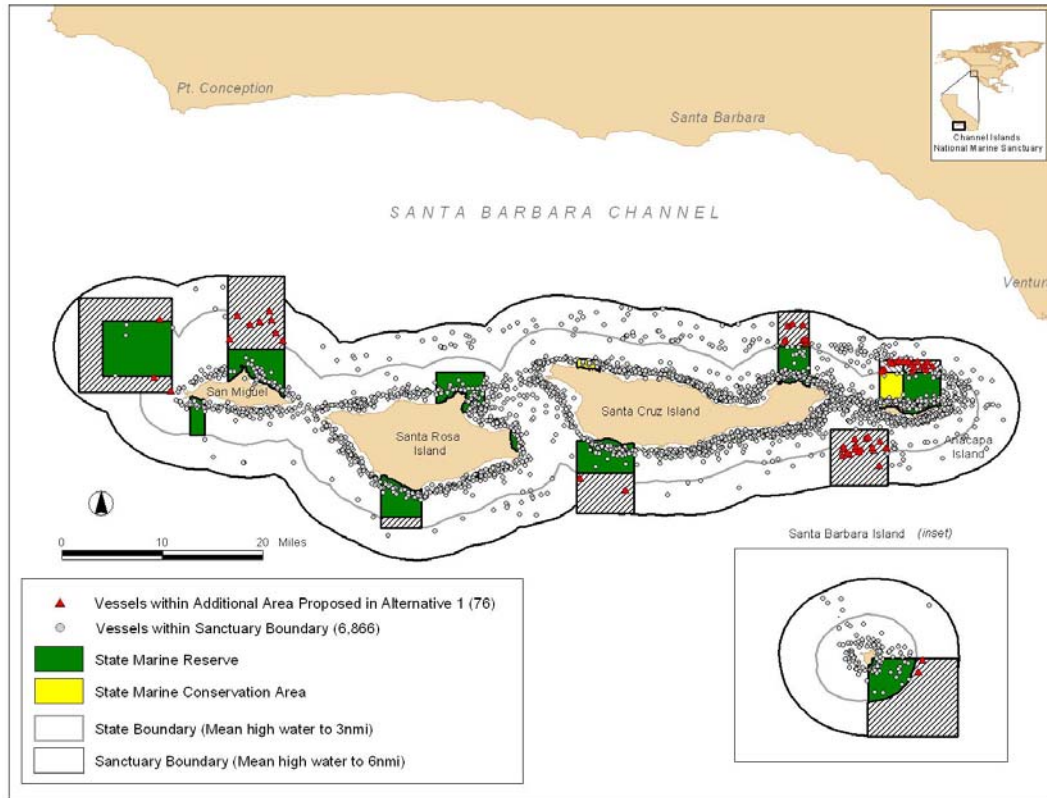 Pt. Conception
Santa Barbara
Channel Islands
National Marine Sanctuary
SANTA BARBARA CHANNEL
Ventura
San Miguel
Santa Rosa
Island
Santa Cruz Island
Anacapa
Island
0 10 20 Miles
Santa Barbara Island (inset)
Vessels within Additional Area Proposed in Alternative 1 (76)
Vessels within Sanctuary Boundary (6,866)
State Marine Reserve
State Marine Conservation Area
State Boundary (Mean high water to 3nmi)
Sanctuary Boundary (Mean high water to 6nmi)